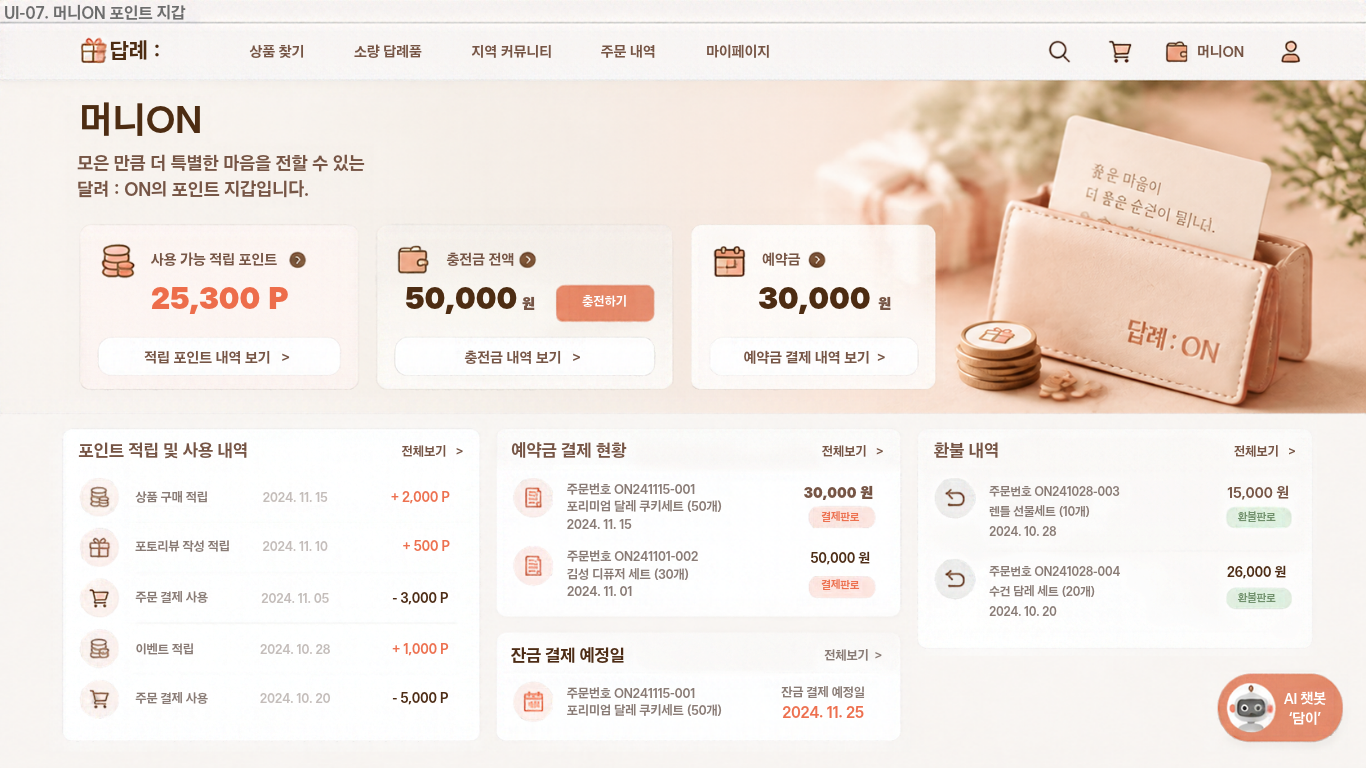 UI-07. 머니ON 포인트 지갑
답례 :
상품 찾기
소량 답례품
지역 커뮤니티
주문 내역
마이페이지
머니ON
머니ON
모은 만큼 더 특별한 마음을 전할 수 있는
달려 : ON의 포인트 지갑입니다.
사용 가능 적립 포인트
25,300 P
적립 포인트 내역 보기 >
충전금 전액
50,000 원
충전하기
충전금 내역 보기 >
예약금
30,000 원
예약금 결제 내역 보기 >
운 마음이
더
답례 : ON
포인트 적립 및 사용 내역
전체보기 >
상품 구매 적립 2024. 11. 15 + 2,000 P
포토리뷰 작성 적립 2024. 11. 10 + 500 P
주문 결제 사용 2024. 11. 05 - 3,000 P
이벤트 적립 2024. 10. 28 + 1,000 P
주문 결제 사용 2024. 10. 20 - 5,000 P
예약금 결제 현황
전체보기 >
주문번호 ON241115-001
포리미엄 달레 쿠키세트 (50개)
2024. 11. 15
30,000 원
결제판로
주문번호 ON241101-002
김성 디퓨저 세트 (30개)
2024. 11. 01
50,000 원
결제판로
잔금 결제 예정일
전체보기 >
주문번호 ON241115-001
포리미엄 달레 쿠키세트 (50개)
잔금 결제 예정일
2024. 11. 25
환불 내역
전체보기 >
주문번호 ON241028-003
렌틀 선물세트 (10개)
2024. 10. 28
15,000 원
환불판로
주문번호 ON241028-004
수건 담레 세트 (20개)
2024. 10. 20
26,000 원
환불판로
AI 챗봇
'담이'